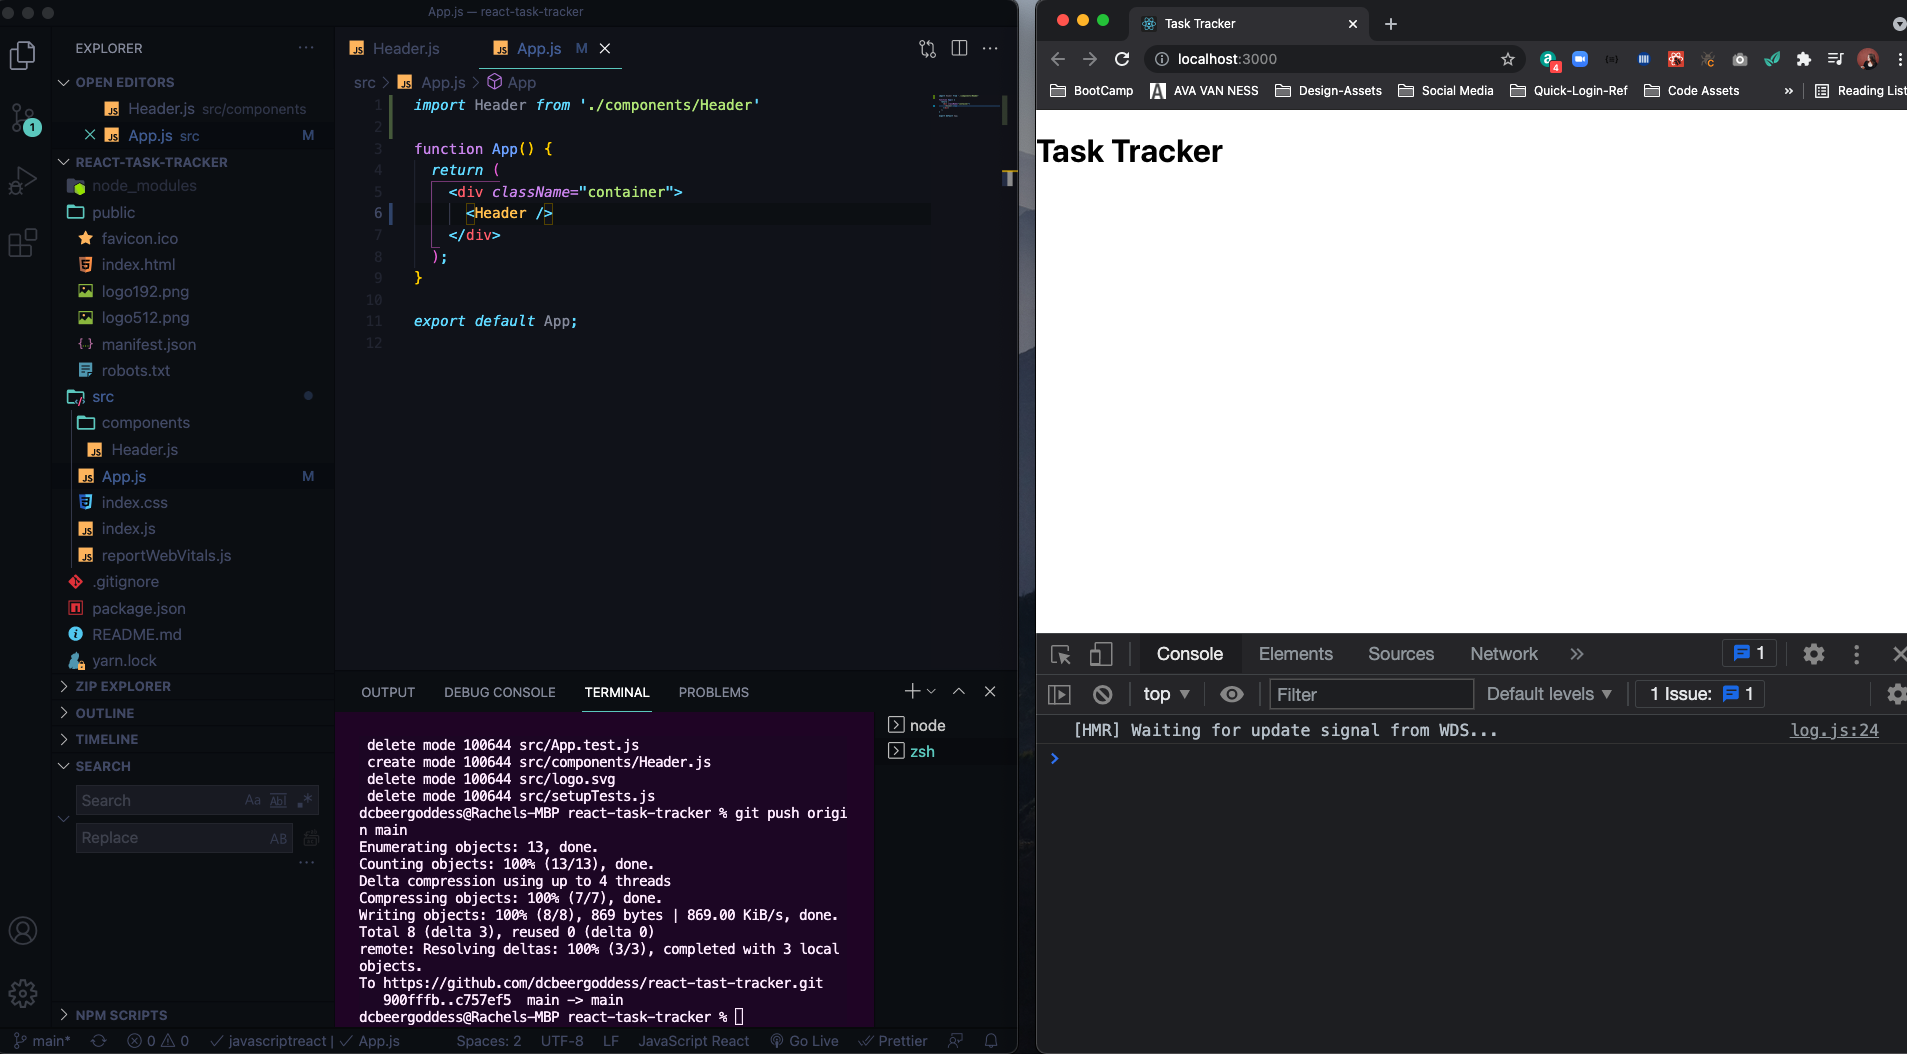 App.js — react-task-tracker
EXPLORER
OPEN EDITORS
Header.js src/components
App.js src M
REACT-TASK-TRACKER
node_modules
public
favicon.ico
index.html
logo192.png
logo512.png
manifest.json
robots.txt
src
components
Header.js
App.js M
index.css
index.js
reportWebVitals.js
.gitignore
package.json
README.md
yarn.lock
ZIP EXPLORER
OUTLINE
TIMELINE
SEARCH
Search Aa Abl .*
Replace AB
NPM SCRIPTS
1
Header.js App.js M
src > App.js > App
1 import Header from './components/Header'
2
3 function App() {
4 return (
5 <div className="container">
6 <Header />
7 </div>
8 );
9 }
10
11 export default App;
12
OUTPUT DEBUG CONSOLE TERMINAL PROBLEMS
node
zsh
delete mode 100644 src/App.test.js
create mode 100644 src/components/Header.js
delete mode 100644 src/logo.svg
delete mode 100644 src/setupTests.js
dcbeergoddess@Rachels-MBP react-task-tracker % git push origi
n main
Enumerating objects: 13, done.
Counting objects: 100% (13/13), done.
Delta compression using up to 4 threads
Compressing objects: 100% (7/7), done.
Writing objects: 100% (8/8), 869 bytes | 869.00 KiB/s, done.
Total 8 (delta 3), reused 0 (delta 0)
remote: Resolving deltas: 100% (3/3), completed with 3 local
objects.
To https://github.com/dcbeergoddess/react-tast-tracker.git
900fffb..c757ef5 main -> main
dcbeergoddess@Rachels-MBP react-task-tracker %
main* 0 0 javascriptreact | App.js Spaces: 2 UTF-8 LF JavaScript React Go Live Prettier
Task Tracker
localhost:3000
4
BootCamp AVA VAN NESS Design-Assets Social Media Quick-Login-Ref Code Assets » Reading List
Task Tracker
Console Elements Sources Network » 1
top Filter Default levels 1 Issue: 1
[HMR] Waiting for update signal from WDS... log.js:24